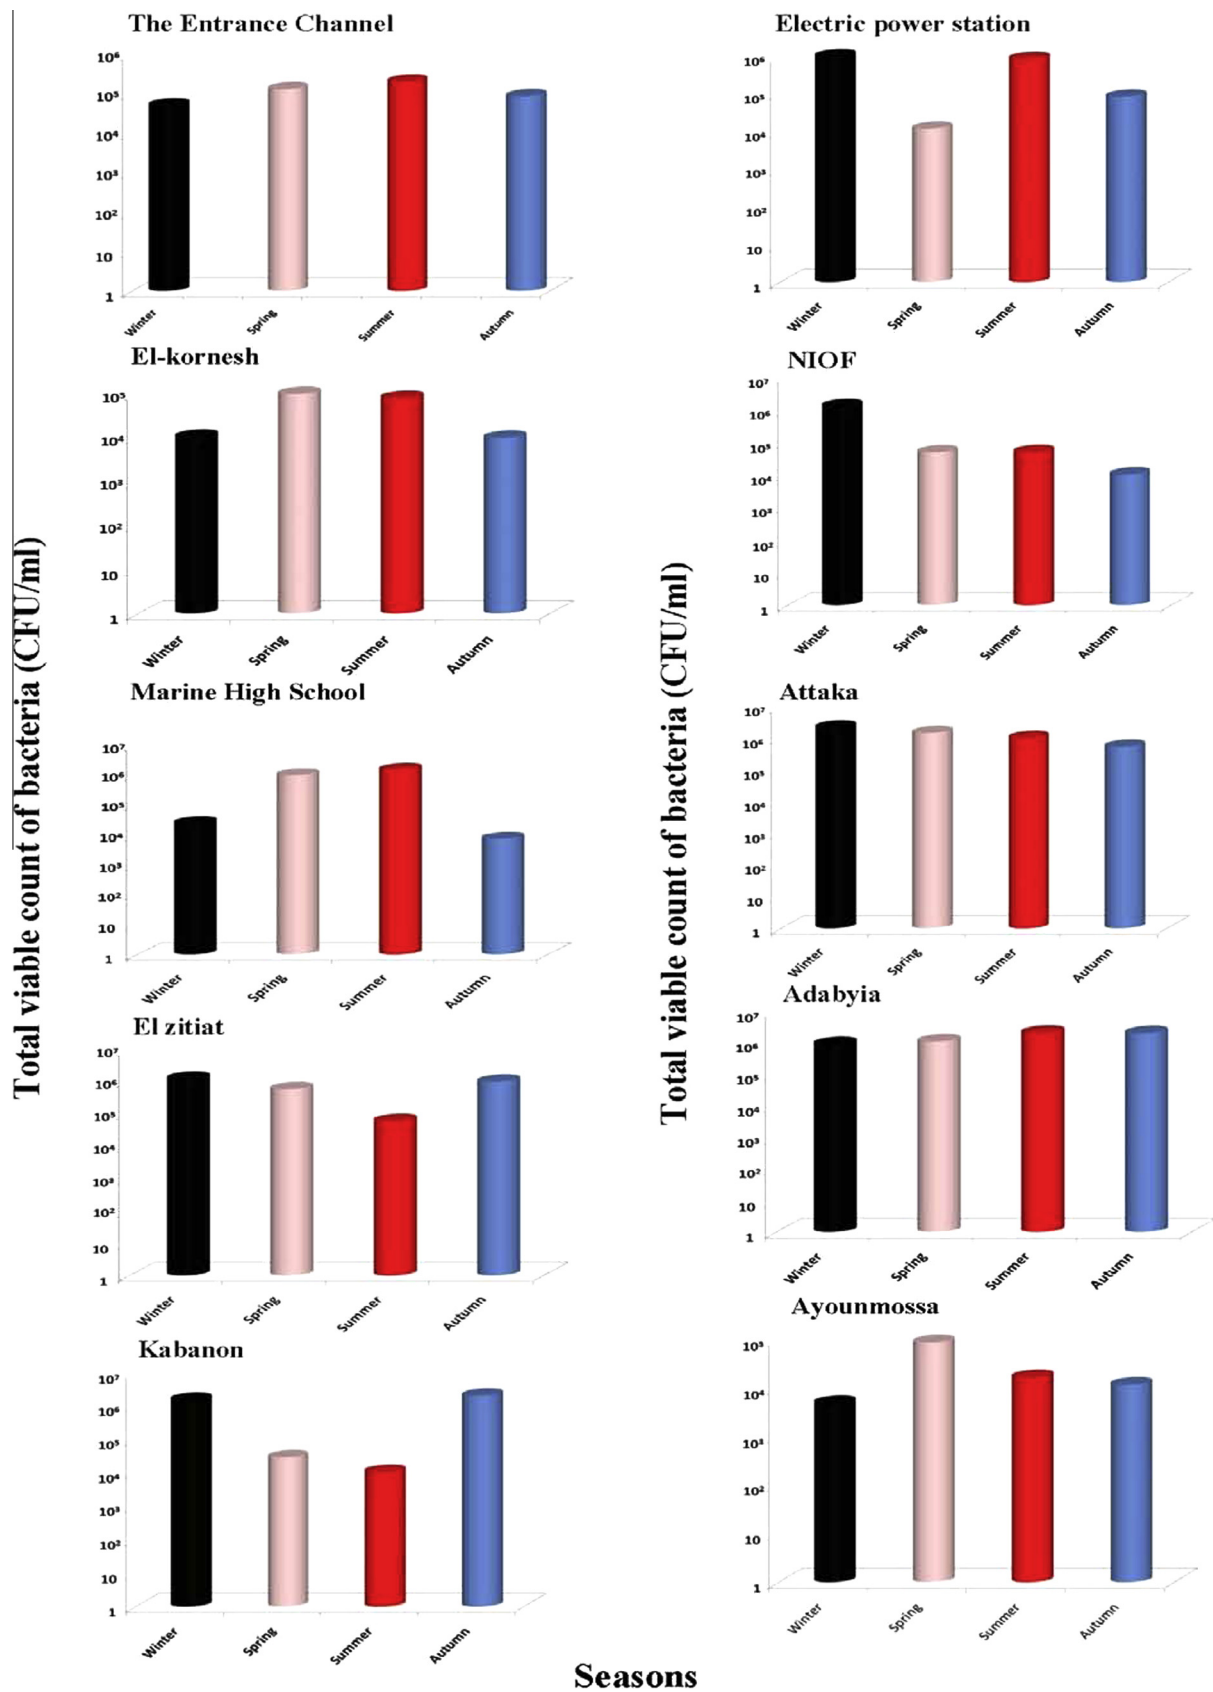 The Entrance Channel
10⁶
10⁵
10⁴
10³
10²
10
1
Winter
Spring
Summer
Autumn
El-kornesh
10⁵
10⁴
10³
10²
10
1
Winter
Spring
Summer
Autumn
Marine High School
10⁷
10⁶
10⁵
10⁴
10³
10²
10
1
Winter
Spring
Summer
Autumn
El zitiat
10⁷
10⁶
10⁵
10⁴
10³
10²
10
1
Winter
Spring
Summer
Autumn
Kabanon
10⁷
10⁶
10⁵
10⁴
10³
10²
10
1
Winter
Spring
Summer
Autumn
Total viable count of bacteria (CFU/ml)
Electric power station
10⁶
10⁵
10⁴
10³
10²
10
1
Winter
Spring
Summer
Autumn
NIOF
10⁷
10⁶
10⁵
10⁴
10³
10²
10
1
Winter
Spring
Summer
Autumn
Attaka
10⁷
10⁶
10⁵
10⁴
10³
10²
10
1
Winter
Spring
Summer
Autumn
Adabyia
10⁷
10⁶
10⁵
10⁴
10³
10²
10
1
Winter
Spring
Summer
Autumn
Ayounmossa
10⁵
10⁴
10³
10²
10
1
Winter
Spring
Summer
Autumn
Total viable count of bacteria (CFU/ml)
Seasons